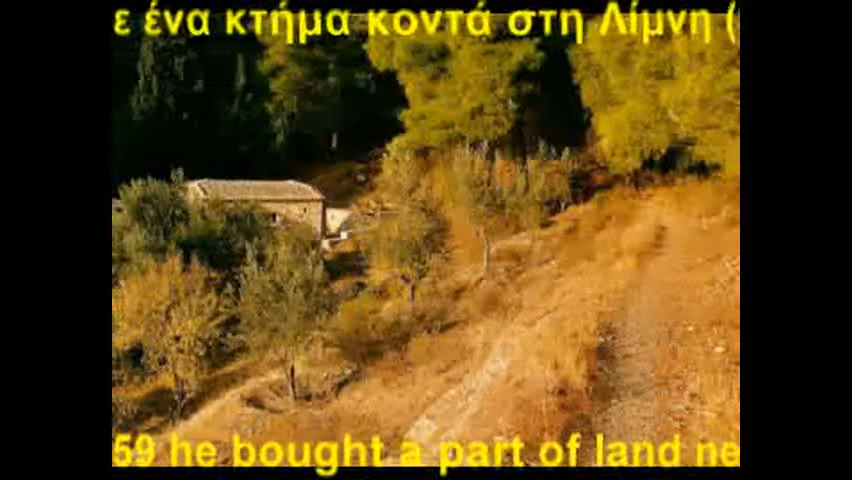 ε ένα κτήμα κοντά στη Λίμνη (
59 he bought a part of land ne